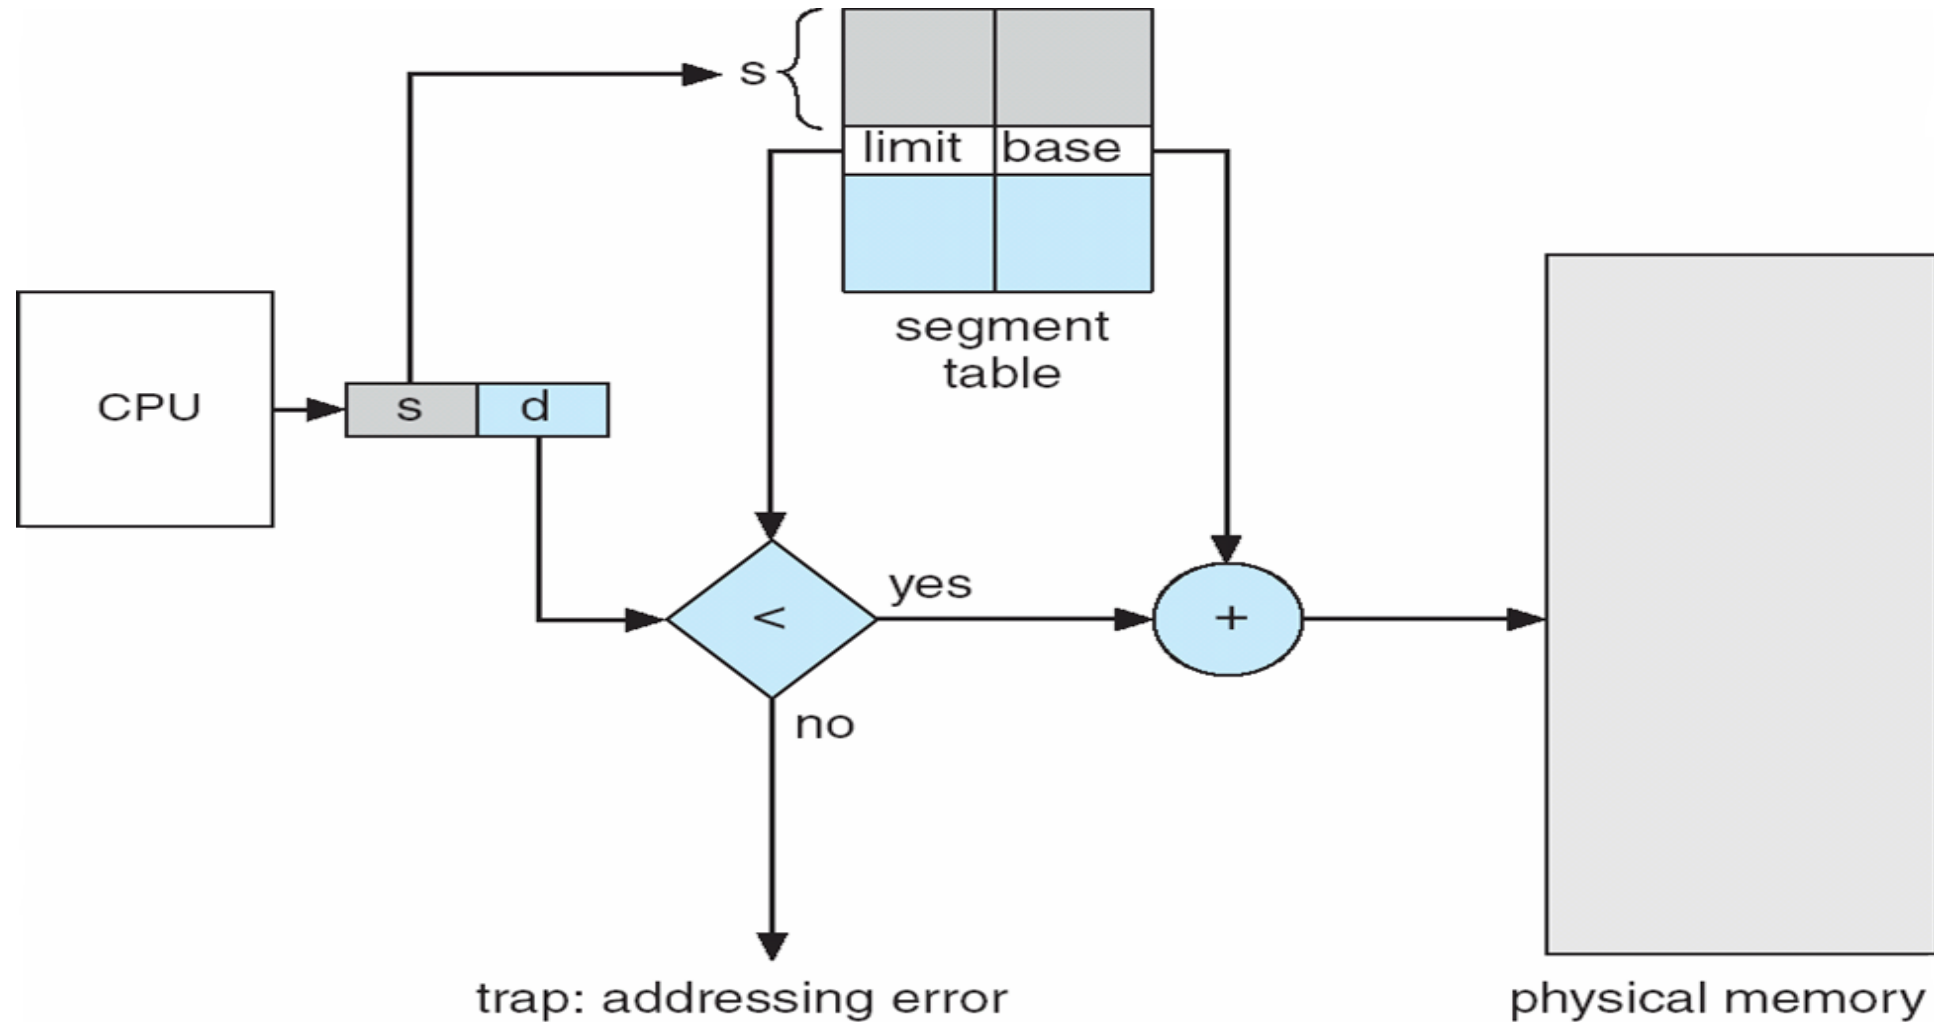 s
limit base
segment
table
CPU
s d
yes
<
+
no
trap: addressing error
physical memory